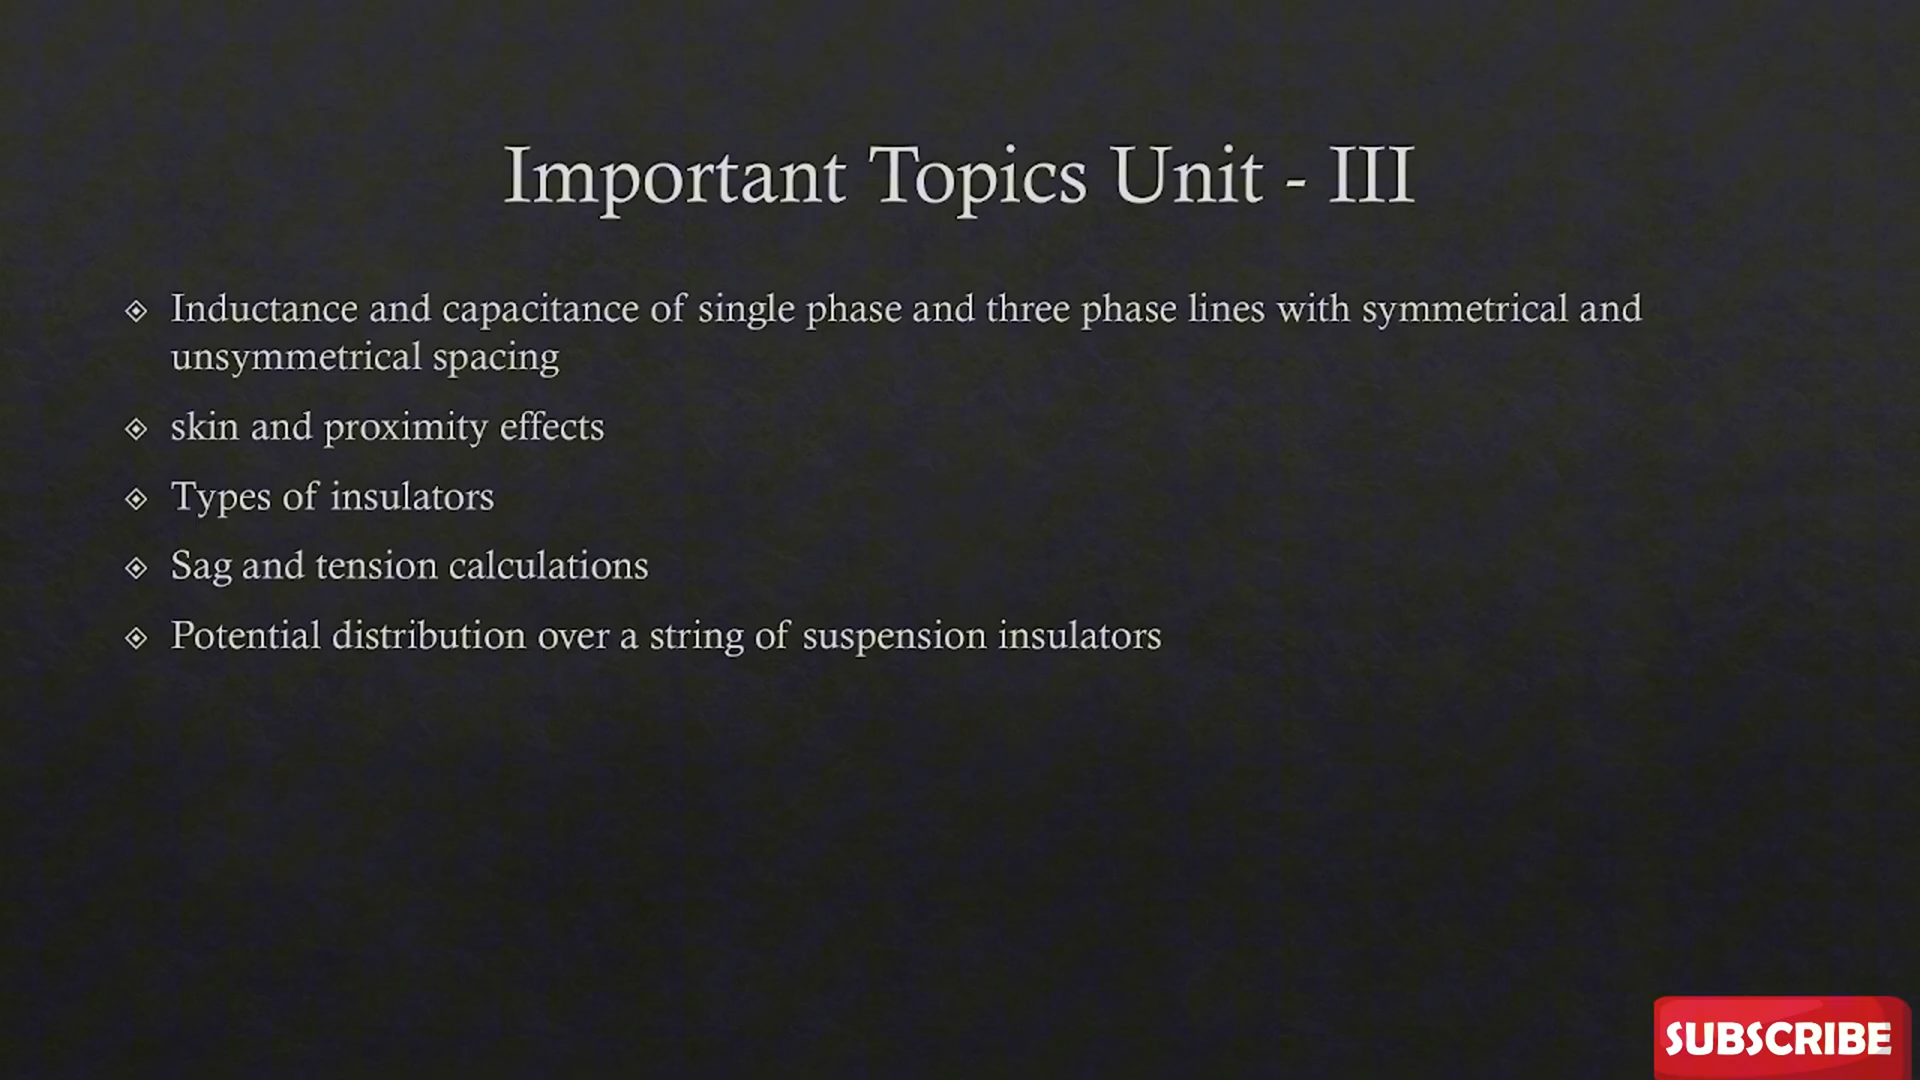 Important Topics Unit - III
Inductance and capacitance of single phase and three phase lines with symmetrical and
unsymmetrical spacing
skin and proximity effects
Types of insulators
Sag and tension calculations
Potential distribution over a string of suspension insulators
SUBSCRIBE